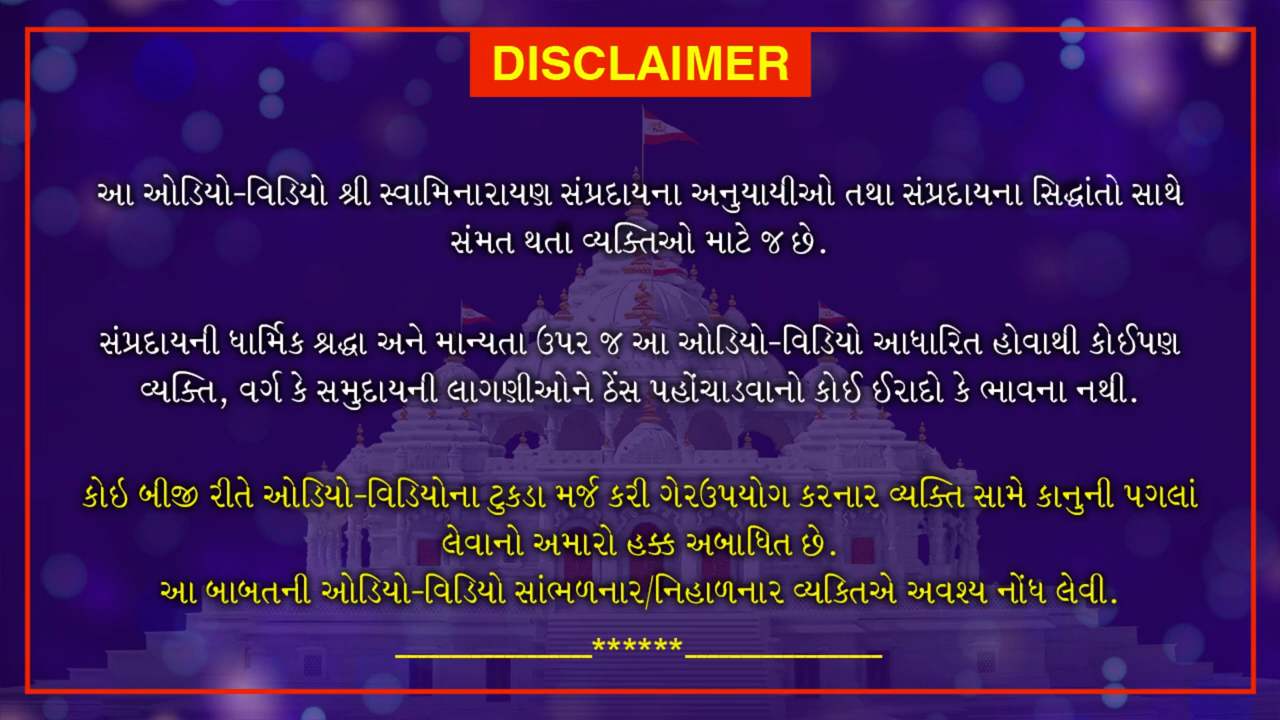 DISCLAIMER
આ ઓડિયો-વિડિયો શ્રી સ્વામિનારાયણ સંપ્રદાયના અનુયાયીઓ તથા સંપ્રદાયના સિદ્ધાંતો સાથે
સંમત થતા વ્યક્તિઓ માટે જ છે.
સંપ્રદાયની ધાર્મિક શ્રદ્ધા અને માન્યતા ઉપર જ આ ઓડિયો-વિડિયો આધારિત હોવાથી કોઈપણ
વ્યક્તિ, વર્ગ કે સમુદાયની લાગણીઓને ઠેંસ પહોંચાડવાનો કોઈ ઈરાદો કે ભાવના નથી.
કોઇ બીજી રીતે ઓડિયો-વિડિયોના ટુકડા મર્જ કરી ગેરઉપયોગ કરનાર વ્યક્તિ સામે કાનુની પગલાં
લેવાનો અમારો હક્ક અબાધિત છે.
આ બાબતની ઓડિયો-વિડિયો સાંભળનાર/નિહાળનાર વ્યકિતએ અવશ્ય નોંધ લેવી.
________________******________________